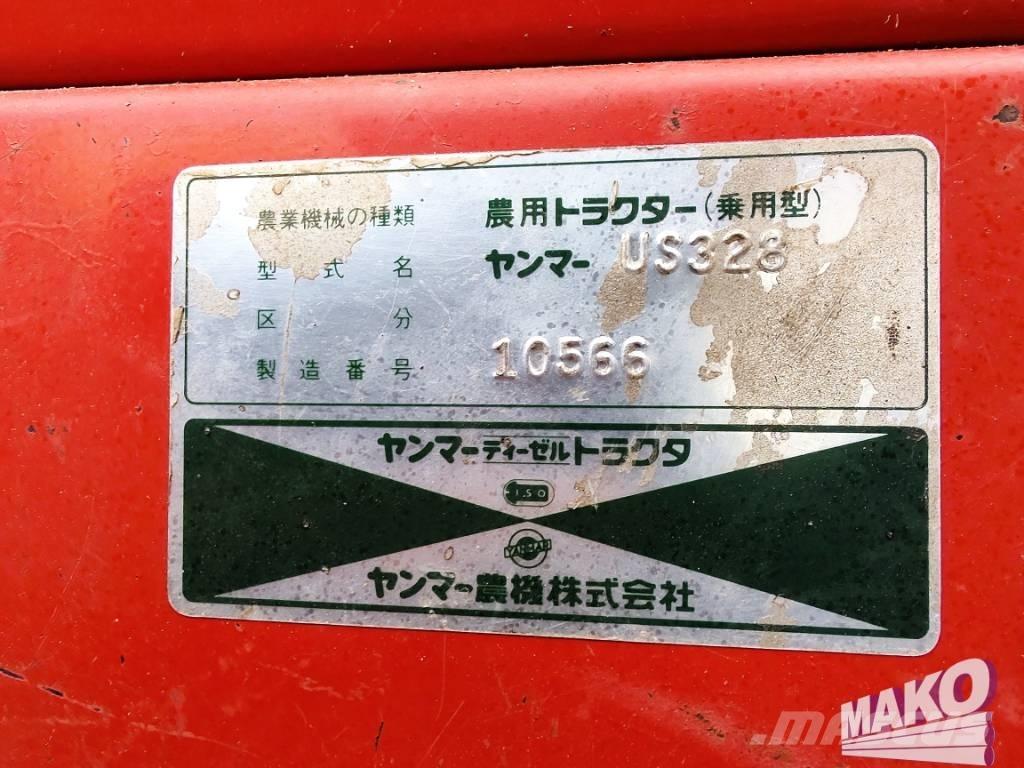 農業機械の種類 農用トラクター(乗用型)
型式名 ヤンマー US328
区分
製造番号 10566
ヤンマーディーゼルトラクタ
I.S.O
YANMAR
ヤンマー農機株式会社
MAKO
MASCUS